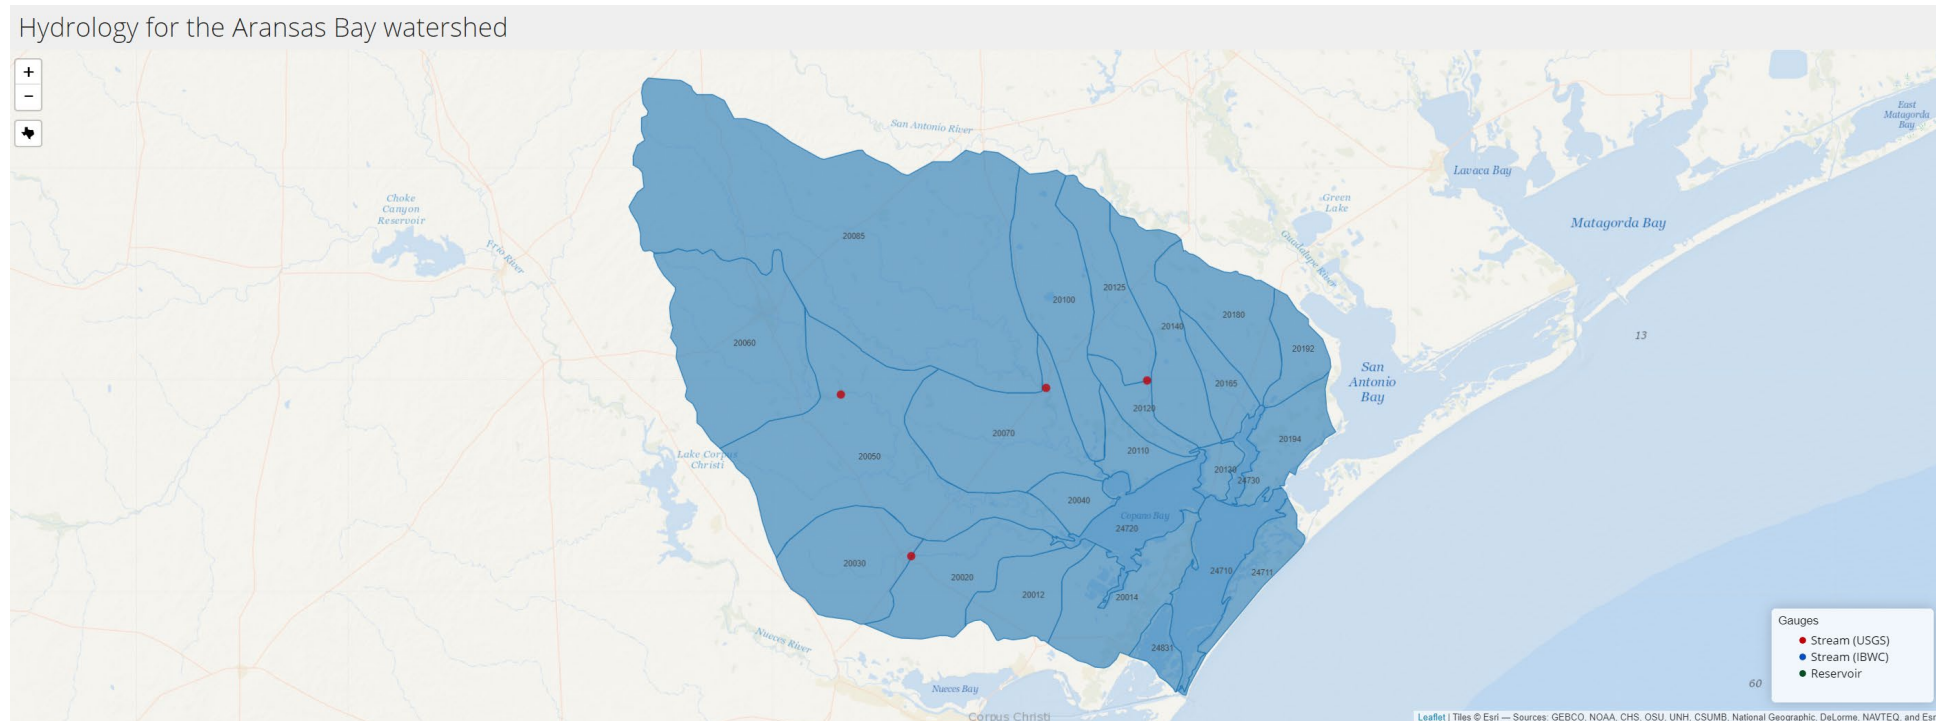 Hydrology for the Aransas Bay watershed
+
−
San Antonio River
East
Matagorda
Bay
Lavaca Bay
Choke
Canyon
Reservoir
Green
Lake
Matagorda Bay
20085
Frio River
Guadalupe River
20125
20100
20180
20140
13
20060
20192
San
Antonio
Bay
20165
20120
20070
20194
20110
Lake Corpus
Christi
20050
20130
24730
20040
Copano Bay
24720
20030
24710
24711
20020
20012
20014
Nueces River
24831
Nueces Bay
Corpus Christi
60
Gauges
Stream (USGS)
Stream (IBWC)
Reservoir
Leaflet | Tiles © Esri — Sources: GEBCO, NOAA, CHS, OSU, UNH, CSUMB, National Geographic, DeLorme, NAVTEQ, and Esri